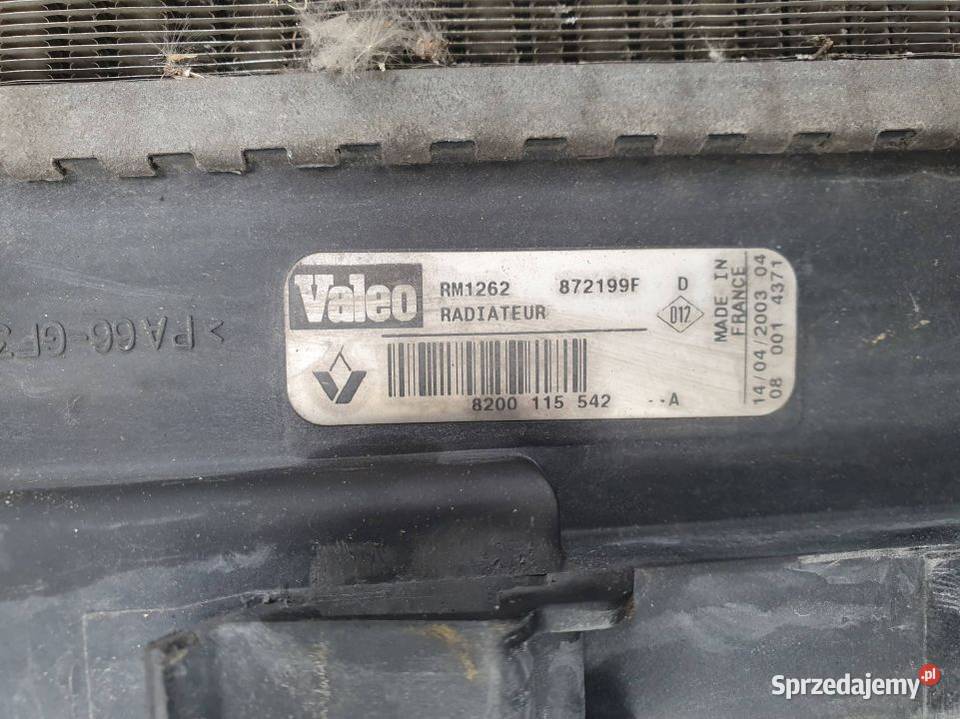 Valeo
RM1262 872199F D
RADIATEUR
D12
8200 115 542 --A
MADE IN
FRANCE
14/04/2003 04
08 001 4371
>PA66-GF3
Sprzedajemy.pl